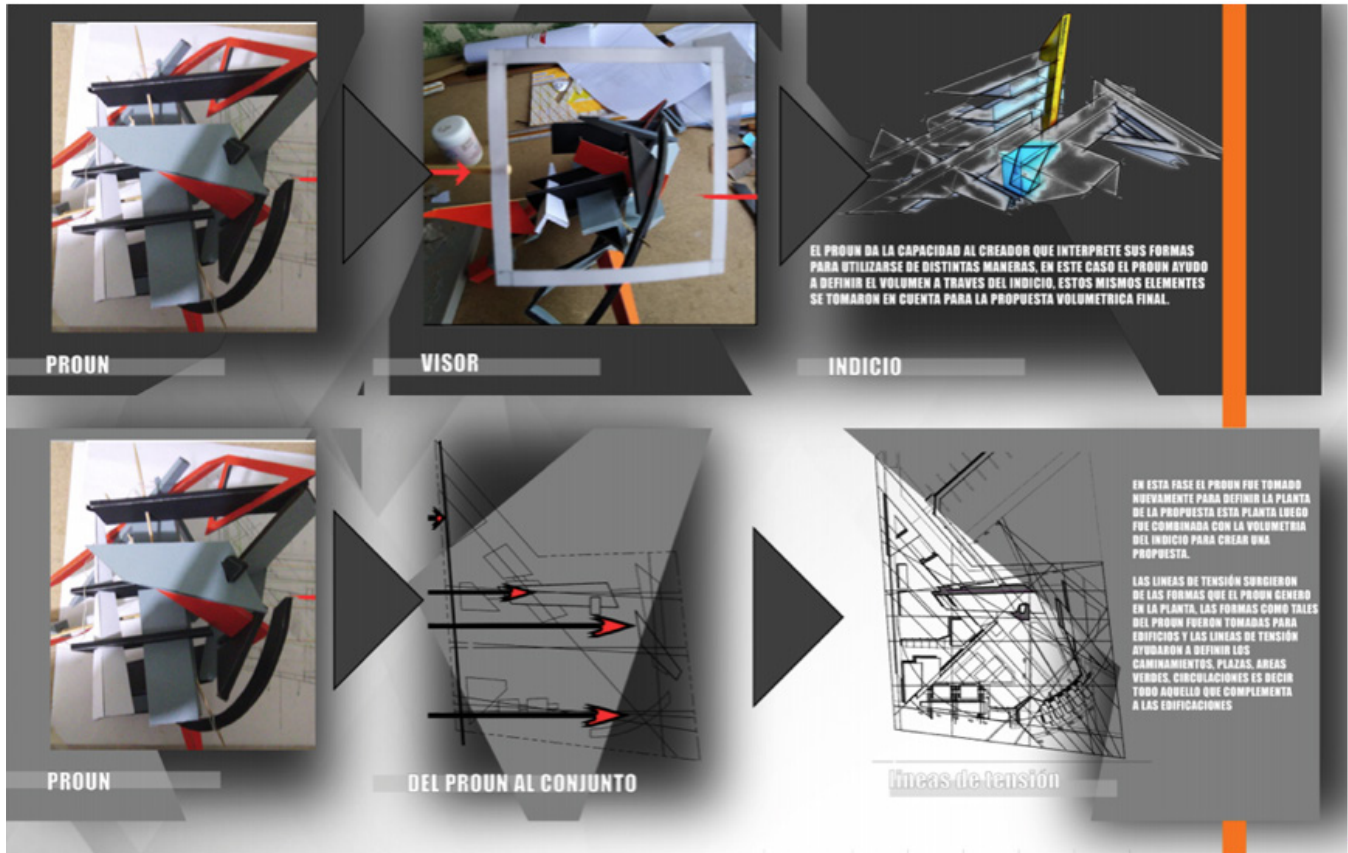 EL PROUN DA LA CAPACIDAD AL CREADOR QUE INTERPRETE SUS FORMAS
PARA UTILIZARSE DE DISTINTAS MANERAS, EN ESTE CASO EL PROUN AYUDO
A DEFINIR EL VOLUMEN A TRAVES DEL INDICIO, ESTOS MISMOS ELEMENTES
SE TOMARON EN CUENTA PARA LA PROPUESTA VOLUMETRICA FINAL.
PROUN
VISOR
INDICIO
EN ESTA FASE EL PROUN FUE TOMADO
NUEVAMENTE PARA DEFINIR LA PLANTA
DE LA PROPUESTA ESTA PLANTA LUEGO
FUE COMBINADA CON LA VOLUMETRIA
DEL INDICIO PARA CREAR UNA
PROPUESTA.
LAS LINEAS DE TENSIÓN SURGIERON
DE LAS FORMAS QUE EL PROUN GENERO
EN LA PLANTA, LAS FORMAS COMO TALES
DEL PROUN FUERON TOMADAS PARA
EDIFICIOS Y LAS LINEAS DE TENSIÓN
AYUDARON A DEFINIR LOS
CAMINAMIENTOS, PLAZAS, AREAS
VERDES, CIRCULACIONES ES DECIR
TODO AQUELLO QUE COMPLEMENTA
A LAS EDIFICACIONES
PROUN
DEL PROUN AL CONJUNTO
líneas de tensión